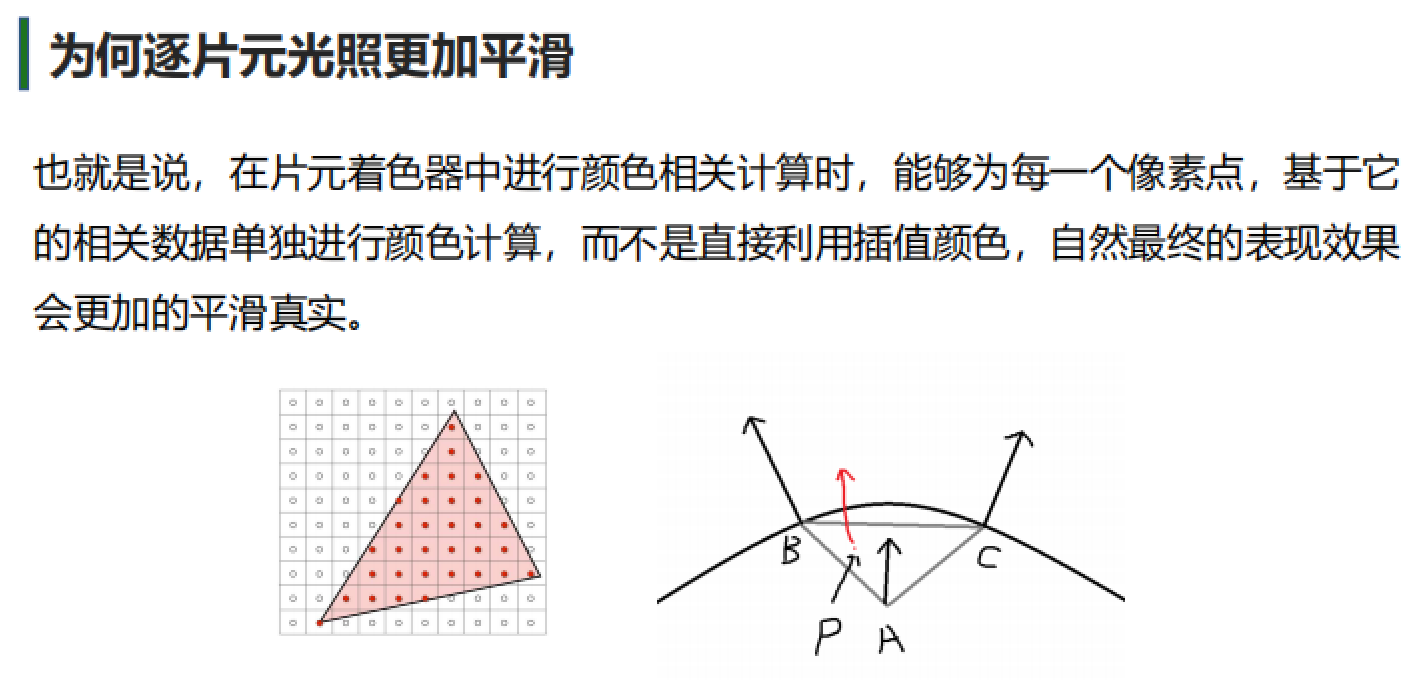 为何逐片元光照更加平滑
也就是说，在片元着色器中进行颜色相关计算时，能够为每一个像素点，基于它
的相关数据单独进行颜色计算，而不是直接利用插值颜色，自然最终的表现效果
会更加的平滑真实。
B
C
P
A